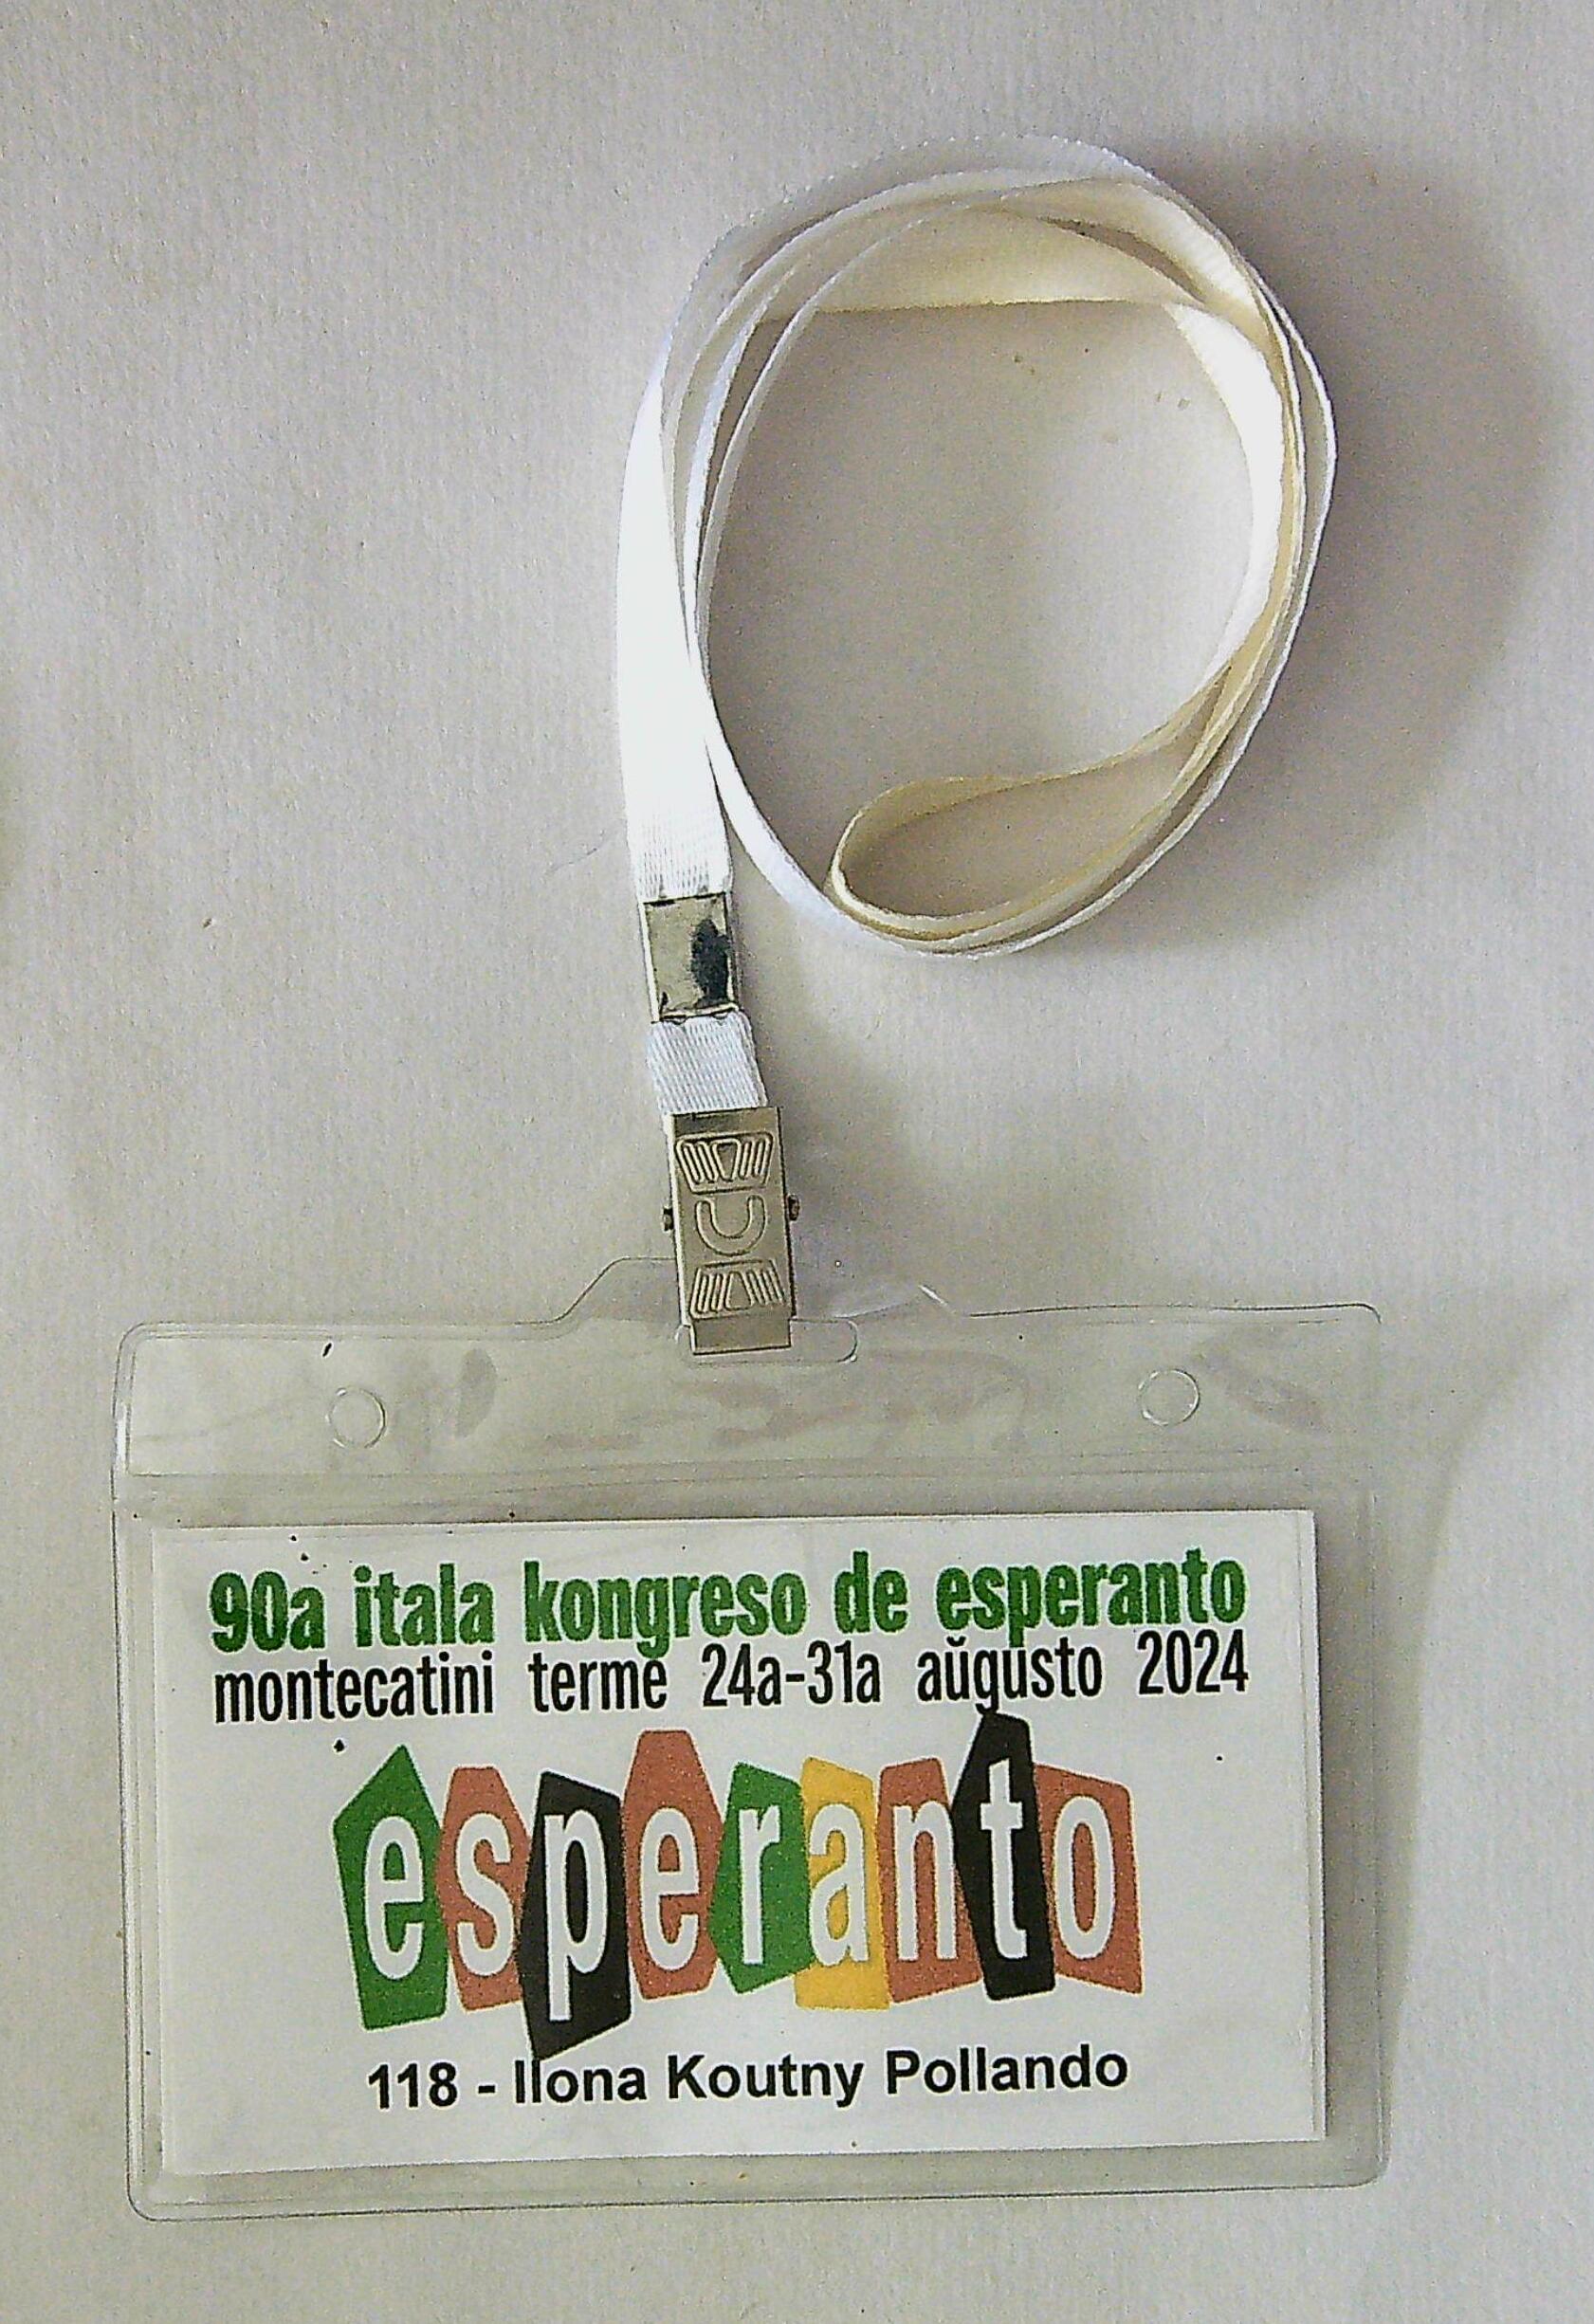 90a itala kongreso de esperanto
montecatini terme 24a-31a aŭgusto 2024
esperanto
118 - Ilona Koutny Pollando